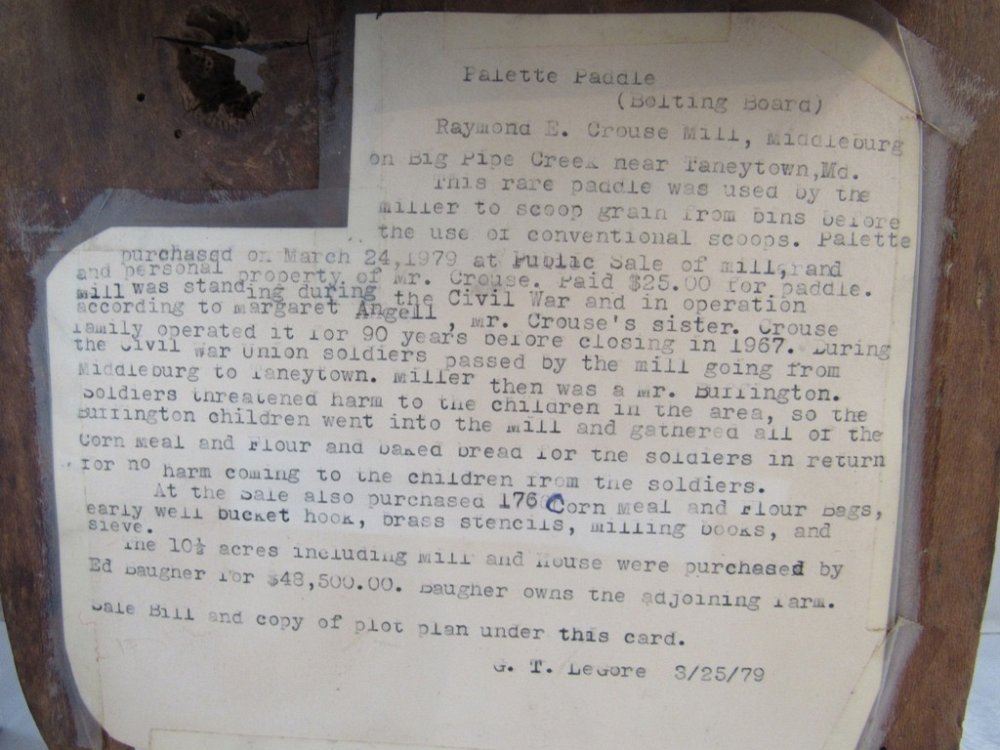 Palette Paddle
(Bolting Board)
Raymond E. Crouse Mill, Middleburg
on Big Pipe Creek near Taneytown,Md.
This rare paddle was used by the
miller to scoop grain from bins before
the use of conventional scoops. Palette
purchased on March 24,1979 at Public Sale of mill, and
and personal property of Mr. Crouse. Paid $25.00 for paddle.
mill was standing during the Civil War and in operation
according to margaret Angell , mr. Crouse's sister. Crouse
family operated it for 90 years before closing in 1967. During
the Civil War Union soldiers passed by the mill going from
Middleburg to Taneytown. Miller then was a Mr. Buffington.
Soldiers threatened harm to the children in the area, so the
Buffington children went into the mill and gathered all of the
Corn meal and Flour and baked bread for the soldiers in return
for no harm coming to the children from the soldiers.
At the Sale also purchased 176 Corn meal and Flour Bags,
early well bucket hook, brass stencils, milling books, and
sieve.
The 10½ acres including Mill and House were purchased by
Ed Baugher for $48,500.00. Baugher owns the adjoining farm.
Sale Bill and copy of plot plan under this card.
G. T. LeGore 3/25/79